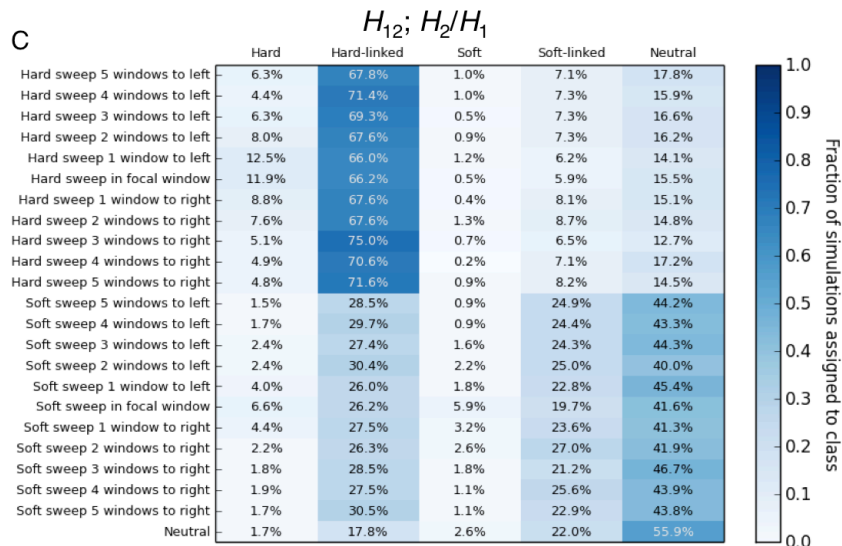 C
H12; H2/H1
Hard Hard-linked Soft Soft-linked Neutral
Hard sweep 5 windows to left 6.3% 67.8% 1.0% 7.1% 17.8%
Hard sweep 4 windows to left 4.4% 71.4% 1.0% 7.3% 15.9%
Hard sweep 3 windows to left 6.3% 69.3% 0.5% 7.3% 16.6%
Hard sweep 2 windows to left 8.0% 67.6% 0.9% 7.3% 16.2%
Hard sweep 1 window to left 12.5% 66.0% 1.2% 6.2% 14.1%
Hard sweep in focal window 11.9% 66.2% 0.5% 5.9% 15.5%
Hard sweep 1 window to right 8.8% 67.6% 0.4% 8.1% 15.1%
Hard sweep 2 windows to right 7.6% 67.6% 1.3% 8.7% 14.8%
Hard sweep 3 windows to right 5.1% 75.0% 0.7% 6.5% 12.7%
Hard sweep 4 windows to right 4.9% 70.6% 0.2% 7.1% 17.2%
Hard sweep 5 windows to right 4.8% 71.6% 0.9% 8.2% 14.5%
Soft sweep 5 windows to left 1.5% 28.5% 0.9% 24.9% 44.2%
Soft sweep 4 windows to left 1.7% 29.7% 0.9% 24.4% 43.3%
Soft sweep 3 windows to left 2.4% 27.4% 1.6% 24.3% 44.3%
Soft sweep 2 windows to left 2.4% 30.4% 2.2% 25.0% 40.0%
Soft sweep 1 window to left 4.0% 26.0% 1.8% 22.8% 45.4%
Soft sweep in focal window 6.6% 26.2% 5.9% 19.7% 41.6%
Soft sweep 1 window to right 4.4% 27.5% 3.2% 23.6% 41.3%
Soft sweep 2 windows to right 2.2% 26.3% 2.6% 27.0% 41.9%
Soft sweep 3 windows to right 1.8% 28.5% 1.8% 21.2% 46.7%
Soft sweep 4 windows to right 1.9% 27.5% 1.1% 25.6% 43.9%
Soft sweep 5 windows to right 1.7% 30.5% 1.1% 22.9% 43.8%
Neutral 1.7% 17.8% 2.6% 22.0% 55.9%
1.0
0.9
0.8
0.7
0.6
0.5
0.4
0.3
0.2
0.1
0.0
Fraction of simulations assigned to class